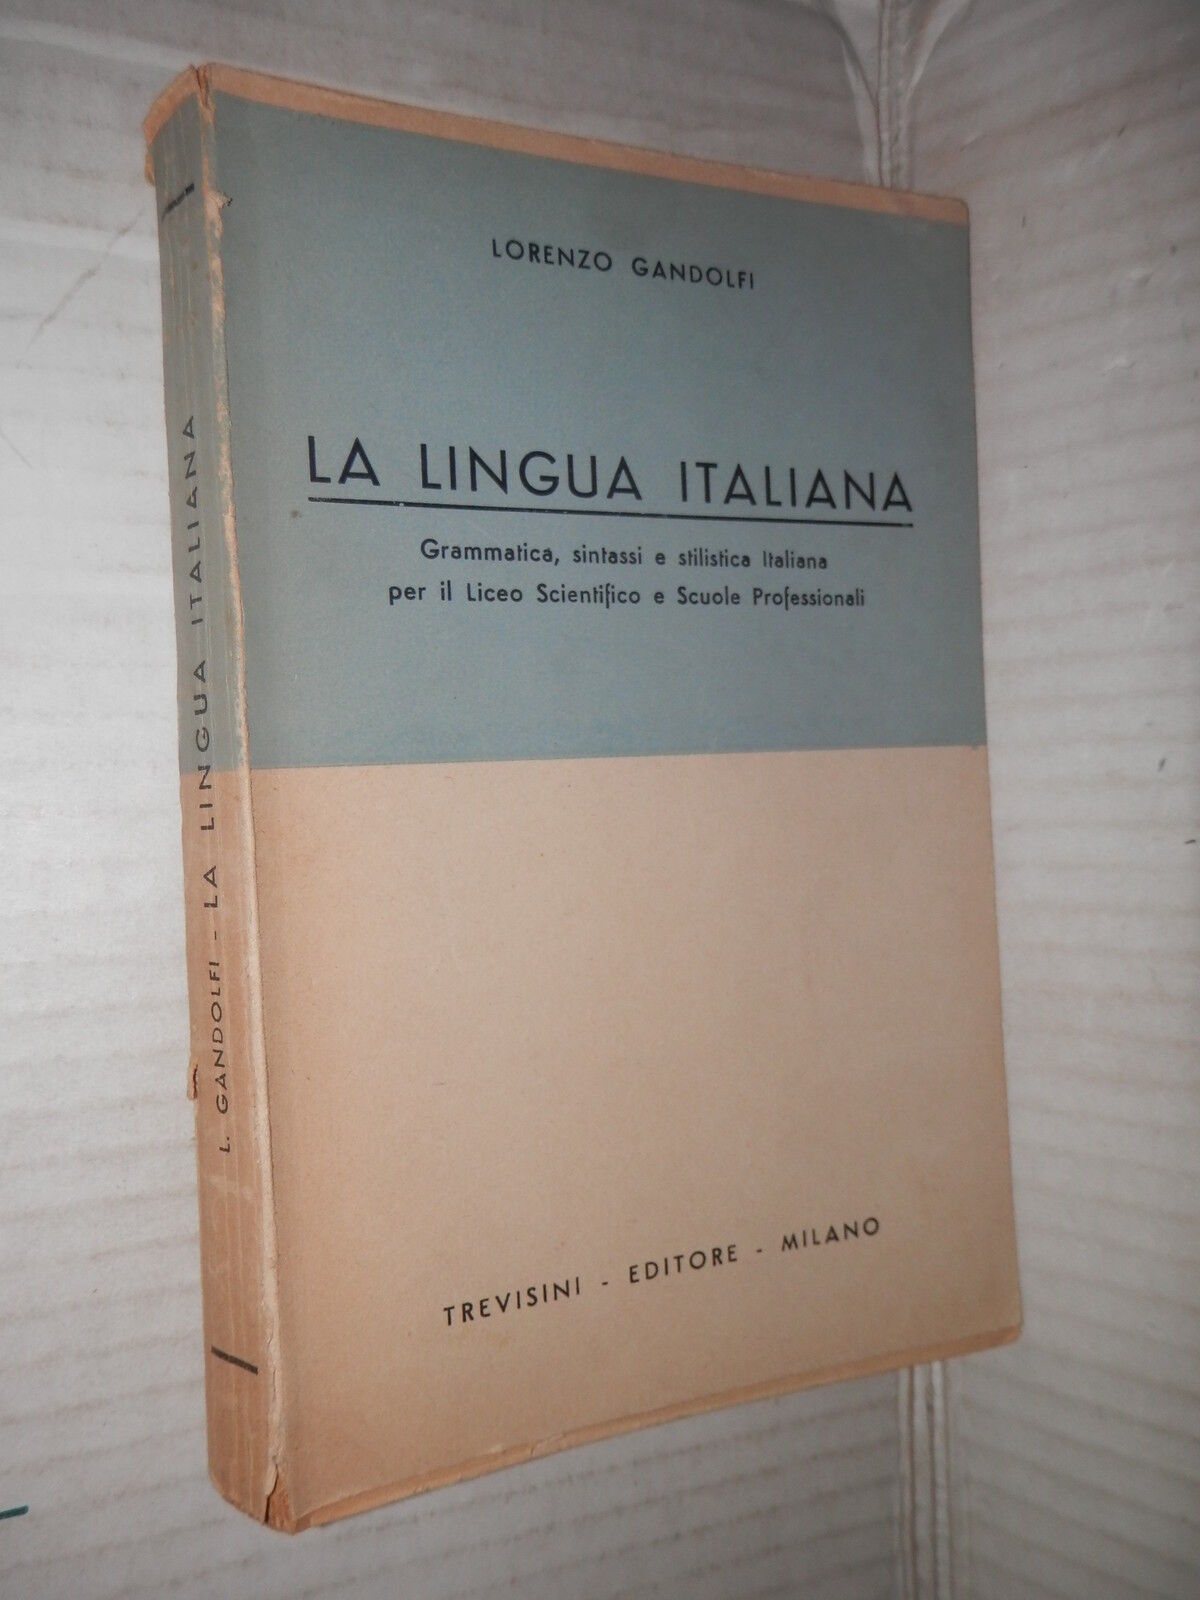 LORENZO GANDOLFI
LA LINGUA ITALIANA
Grammatica, sintassi e stilistica Italiana
per il Liceo Scientifico e Scuole Professionali
TREVISINI - EDITORE - MILANO
L. GANDOLFI - LA LINGUA ITALIANA